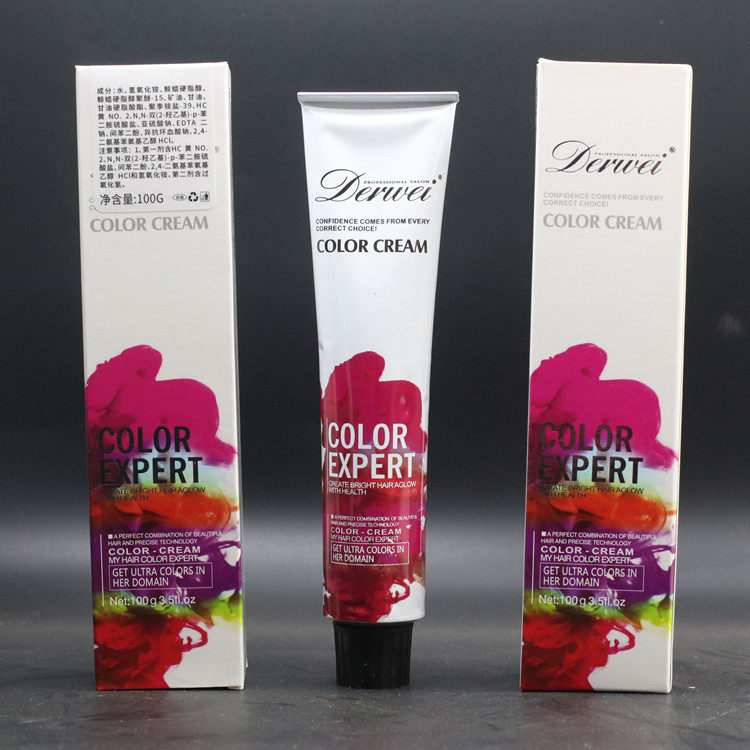 成分：水、氢氧化铵、鲸蜡硬脂醇、
鲸蜡硬脂醇聚醚-15、矿油、甘油、
甘油硬脂酸酯、聚季铵盐-39、HC
黄 NO. 2、N,N-双(2-羟乙基)-p-苯
二胺硫酸盐、亚硫酸钠、EDTA 二
钠、间苯二酚、异抗坏血酸钠、2,4-
二氨基苯氧基乙醇 HCl。
注意事项：1、第一剂含HC 黄 NO.
2、N,N-双(2-羟乙基)-p-苯二胺硫酸
盐、间苯二酚、2,4-二氨基苯氧基乙
醇 HCl和氢氧化铵，第二剂含过
氧化氢。
净含量:100G
COLOR CREAM
COLOR
EXPERT
CREATE BRIGHT HAIR AGLOW
WITH HEALTH
A PERFECT COMBINATION OF BEAUTIFUL
HAIR AND PRECISE TECHNOLOGY
COLOR - CREAM
MY HAIR COLOR EXPERT
GET ULTRA COLORS IN
HER DOMAIN
Net:100g 3.5fl.oz
PROFESSIONAL SALON
Derwei®
CONFIDENCE COMES FROM EVERY
CORRECT CHOICE!
COLOR CREAM
COLOR
EXPERT
CREATE BRIGHT HAIR AGLOW
WITH HEALTH
A PERFECT COMBINATION OF BEAUTIFUL
HAIR AND PRECISE TECHNOLOGY
COLOR - CREAM
MY HAIR COLOR EXPERT
GET ULTRA COLORS IN
HER DOMAIN
PROFESSIONAL SALON
Derwei®
CONFIDENCE COMES FROM EVERY
CORRECT CHOICE!
COLOR CREAM
COLOR
EXPERT
CREATE BRIGHT HAIR AGLOW
WITH HEALTH
A PERFECT COMBINATION OF BEAUTIFUL
HAIR AND PRECISE TECHNOLOGY
COLOR - CREAM
MY HAIR COLOR EXPERT
GET ULTRA COLORS IN
HER DOMAIN
Net:100g 3.5fl.oz